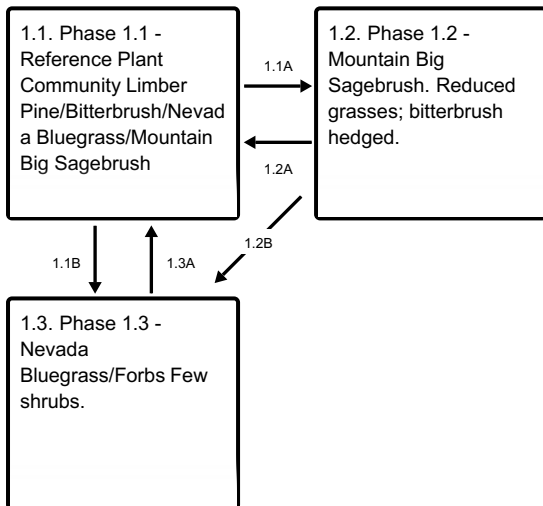 1.1. Phase 1.1 -
Reference Plant
Community Limber
Pine/Bitterbrush/Nevad
a Bluegrass/Mountain
Big Sagebrush
1.1A
1.2A
1.2. Phase 1.2 -
Mountain Big
Sagebrush. Reduced
grasses; bitterbrush
hedged.
1.1B
1.3A
1.2B
1.3. Phase 1.3 -
Nevada
Bluegrass/Forbs Few
shrubs.